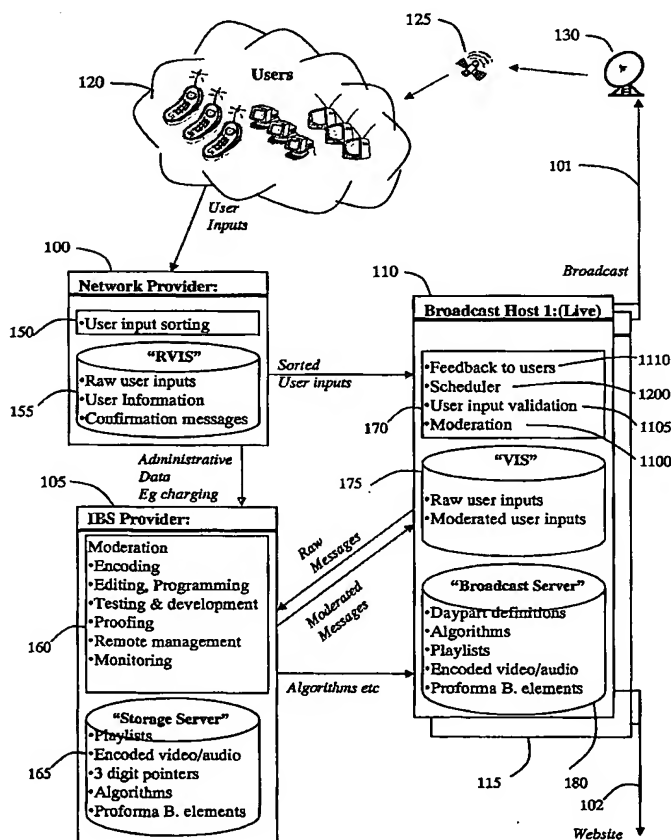 125
130
120
Users
101
User
Inputs
100
110
Broadcast
Network Provider:
Broadcast Host 1:(Live)
150
•User input sorting
1110
•Feedback to users
"RVIS"
Sorted
User inputs
•Scheduler
1200
•Raw user inputs
•User input validation
155
•User Information
170
•Moderation
1105
•Confirmation messages
1100
"VIS"
Administrative
Data
Eg charging
105
175
•Raw user inputs
IBS Provider:
•Moderated user inputs
Moderation
Raw
Messages
•Encoding
•Editing, Programming
•Testing & development
Moderated
Messages
"Broadcast Server"
•Proofing
•Daypart definitions
160
•Remote management
•Algorithms
•Monitoring
•Playlists
Algorithms etc
•Encoded video/audio
"Storage Server"
•Proforma B. elements
•Playlists
165
•Encoded video/audio
•3 digit pointers
115
180
•Algorithms
102
•Proforma B. elements
Website